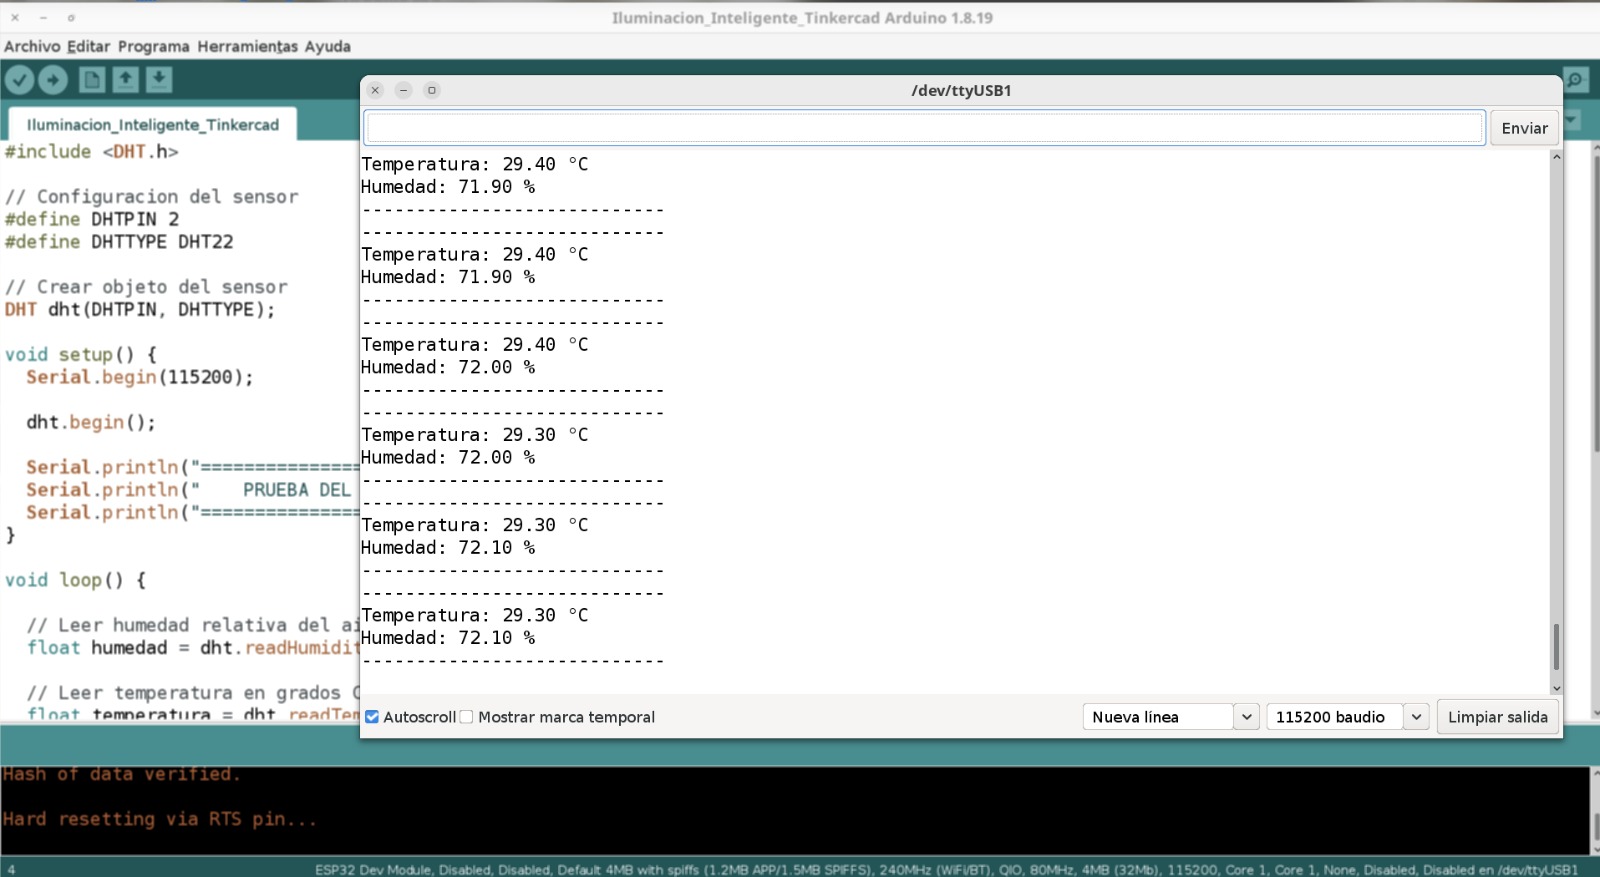 Iluminacion_Inteligente_Tinkercad Arduino 1.8.19
Archivo Editar Programa Herramientas Ayuda
Iluminacion_Inteligente_Tinkercad
#include <DHT.h>
// Configuracion del sensor
#define DHTPIN 2
#define DHTTYPE DHT22
// Crear objeto del sensor
DHT dht(DHTPIN, DHTTYPE);
void setup() {
Serial.begin(115200);
dht.begin();
Serial.println("===============
Serial.println("    PRUEBA DEL
Serial.println("===============
}
void loop() {
// Leer humedad relativa del ai
float humedad = dht.readHumidit
// Leer temperatura en grados C
float temperatura = dht.readTem
/dev/ttyUSB1
Enviar
Temperatura: 29.40 °C
Humedad: 71.90 %
----------------------------
----------------------------
Temperatura: 29.40 °C
Humedad: 71.90 %
----------------------------
----------------------------
Temperatura: 29.40 °C
Humedad: 72.00 %
----------------------------
----------------------------
Temperatura: 29.30 °C
Humedad: 72.00 %
----------------------------
----------------------------
Temperatura: 29.30 °C
Humedad: 72.10 %
----------------------------
----------------------------
Temperatura: 29.30 °C
Humedad: 72.10 %
----------------------------
Autoscroll Mostrar marca temporal Nueva línea 115200 baudio Limpiar salida
Hash of data verified.
Hard resetting via RTS pin...
4 ESP32 Dev Module, Disabled, Disabled, Default 4MB with spiffs (1.2MB APP/1.5MB SPIFFS), 240MHz (WiFi/BT), QIO, 80MHz, 4MB (32Mb), 115200, Core 1, Core 1, None, Disabled, Disabled en /dev/ttyUSB1